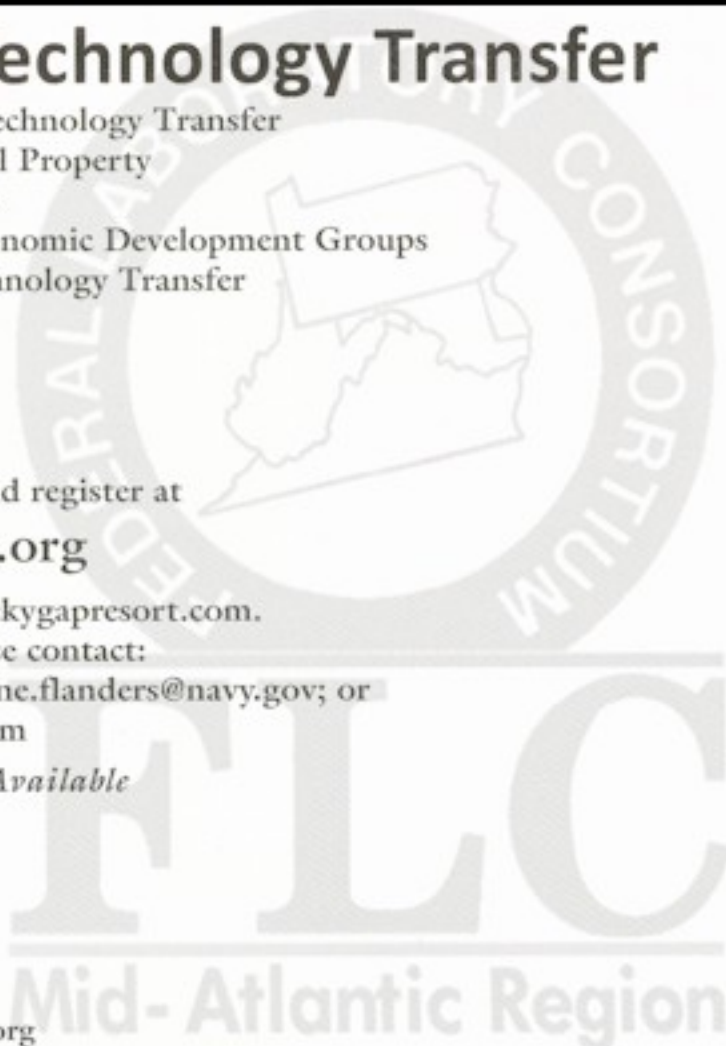 echnology Transfer
echnology Transfer
l Property
nomic Development Groups
nnology Transfer
d register at
.org
kygapresort.com.
e contact:
ne.flanders@navy.gov; or
m
Available
org
FEDERAL LABORATORY CONSORTIUM
FLC
Mid-Atlantic Region